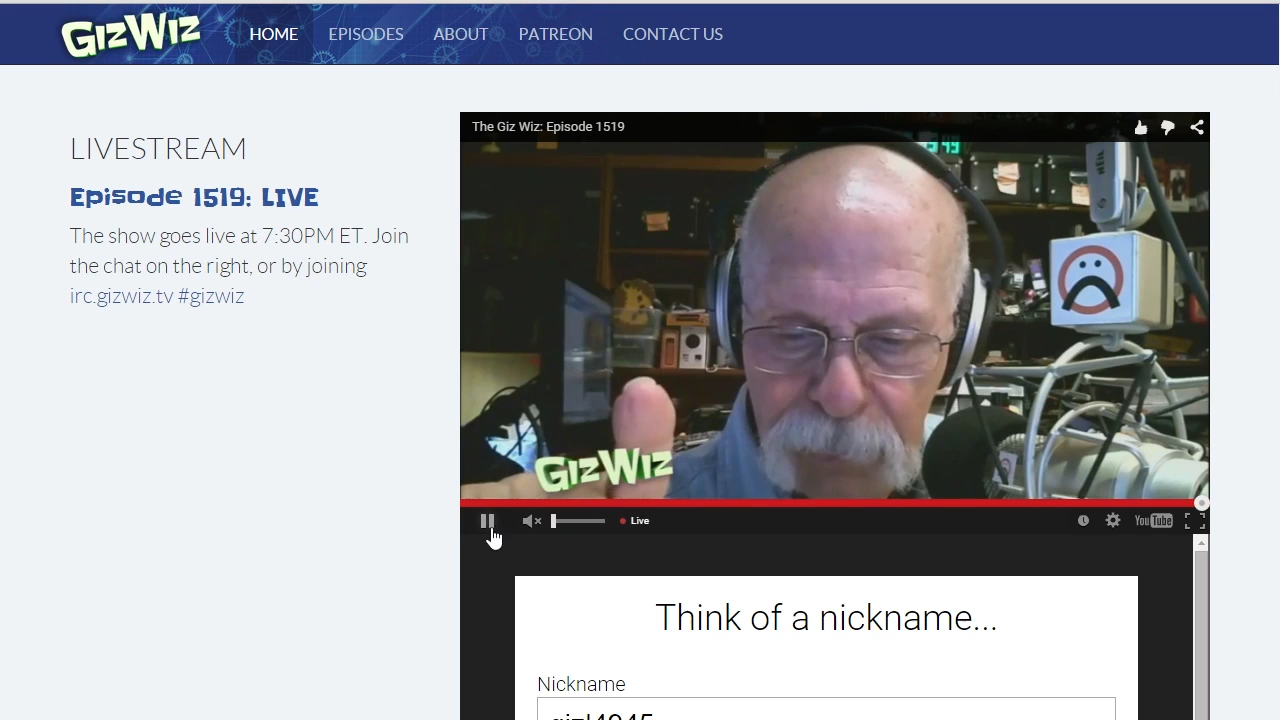 GizWiz
HOME EPISODES ABOUT PATREON CONTACT US
LIVESTREAM
Episode 1519: LIVE
The show goes live at 7:30PM ET. Join
the chat on the right, or by joining
irc.gizwiz.tv #gizwiz
The Giz Wiz: Episode 1519
HEIL
GizWiz
Live
YouTube
Think of a nickname...
Nickname